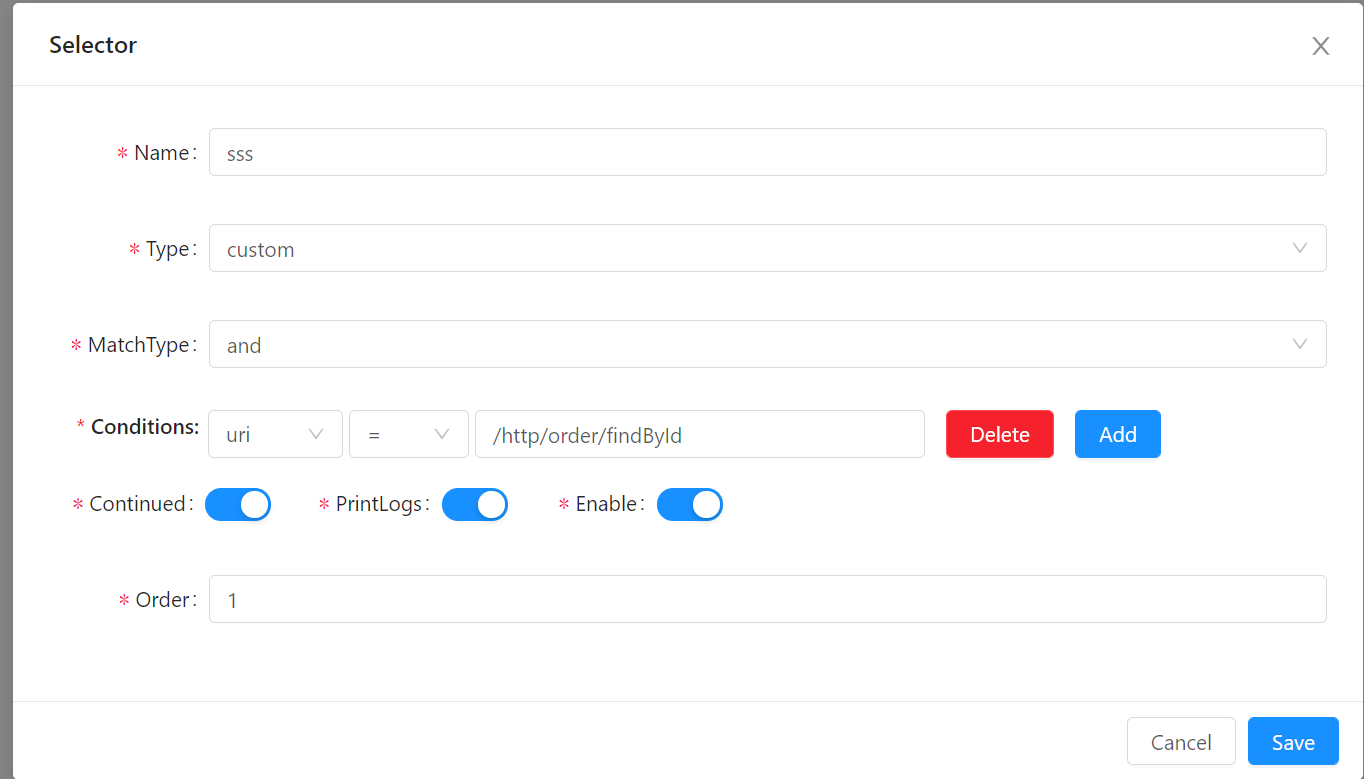 Selector
* Name: sss
* Type: custom
* MatchType: and
* Conditions: uri = /http/order/findById Delete Add
* Continued: * PrintLogs: * Enable:
* Order: 1
Cancel Save